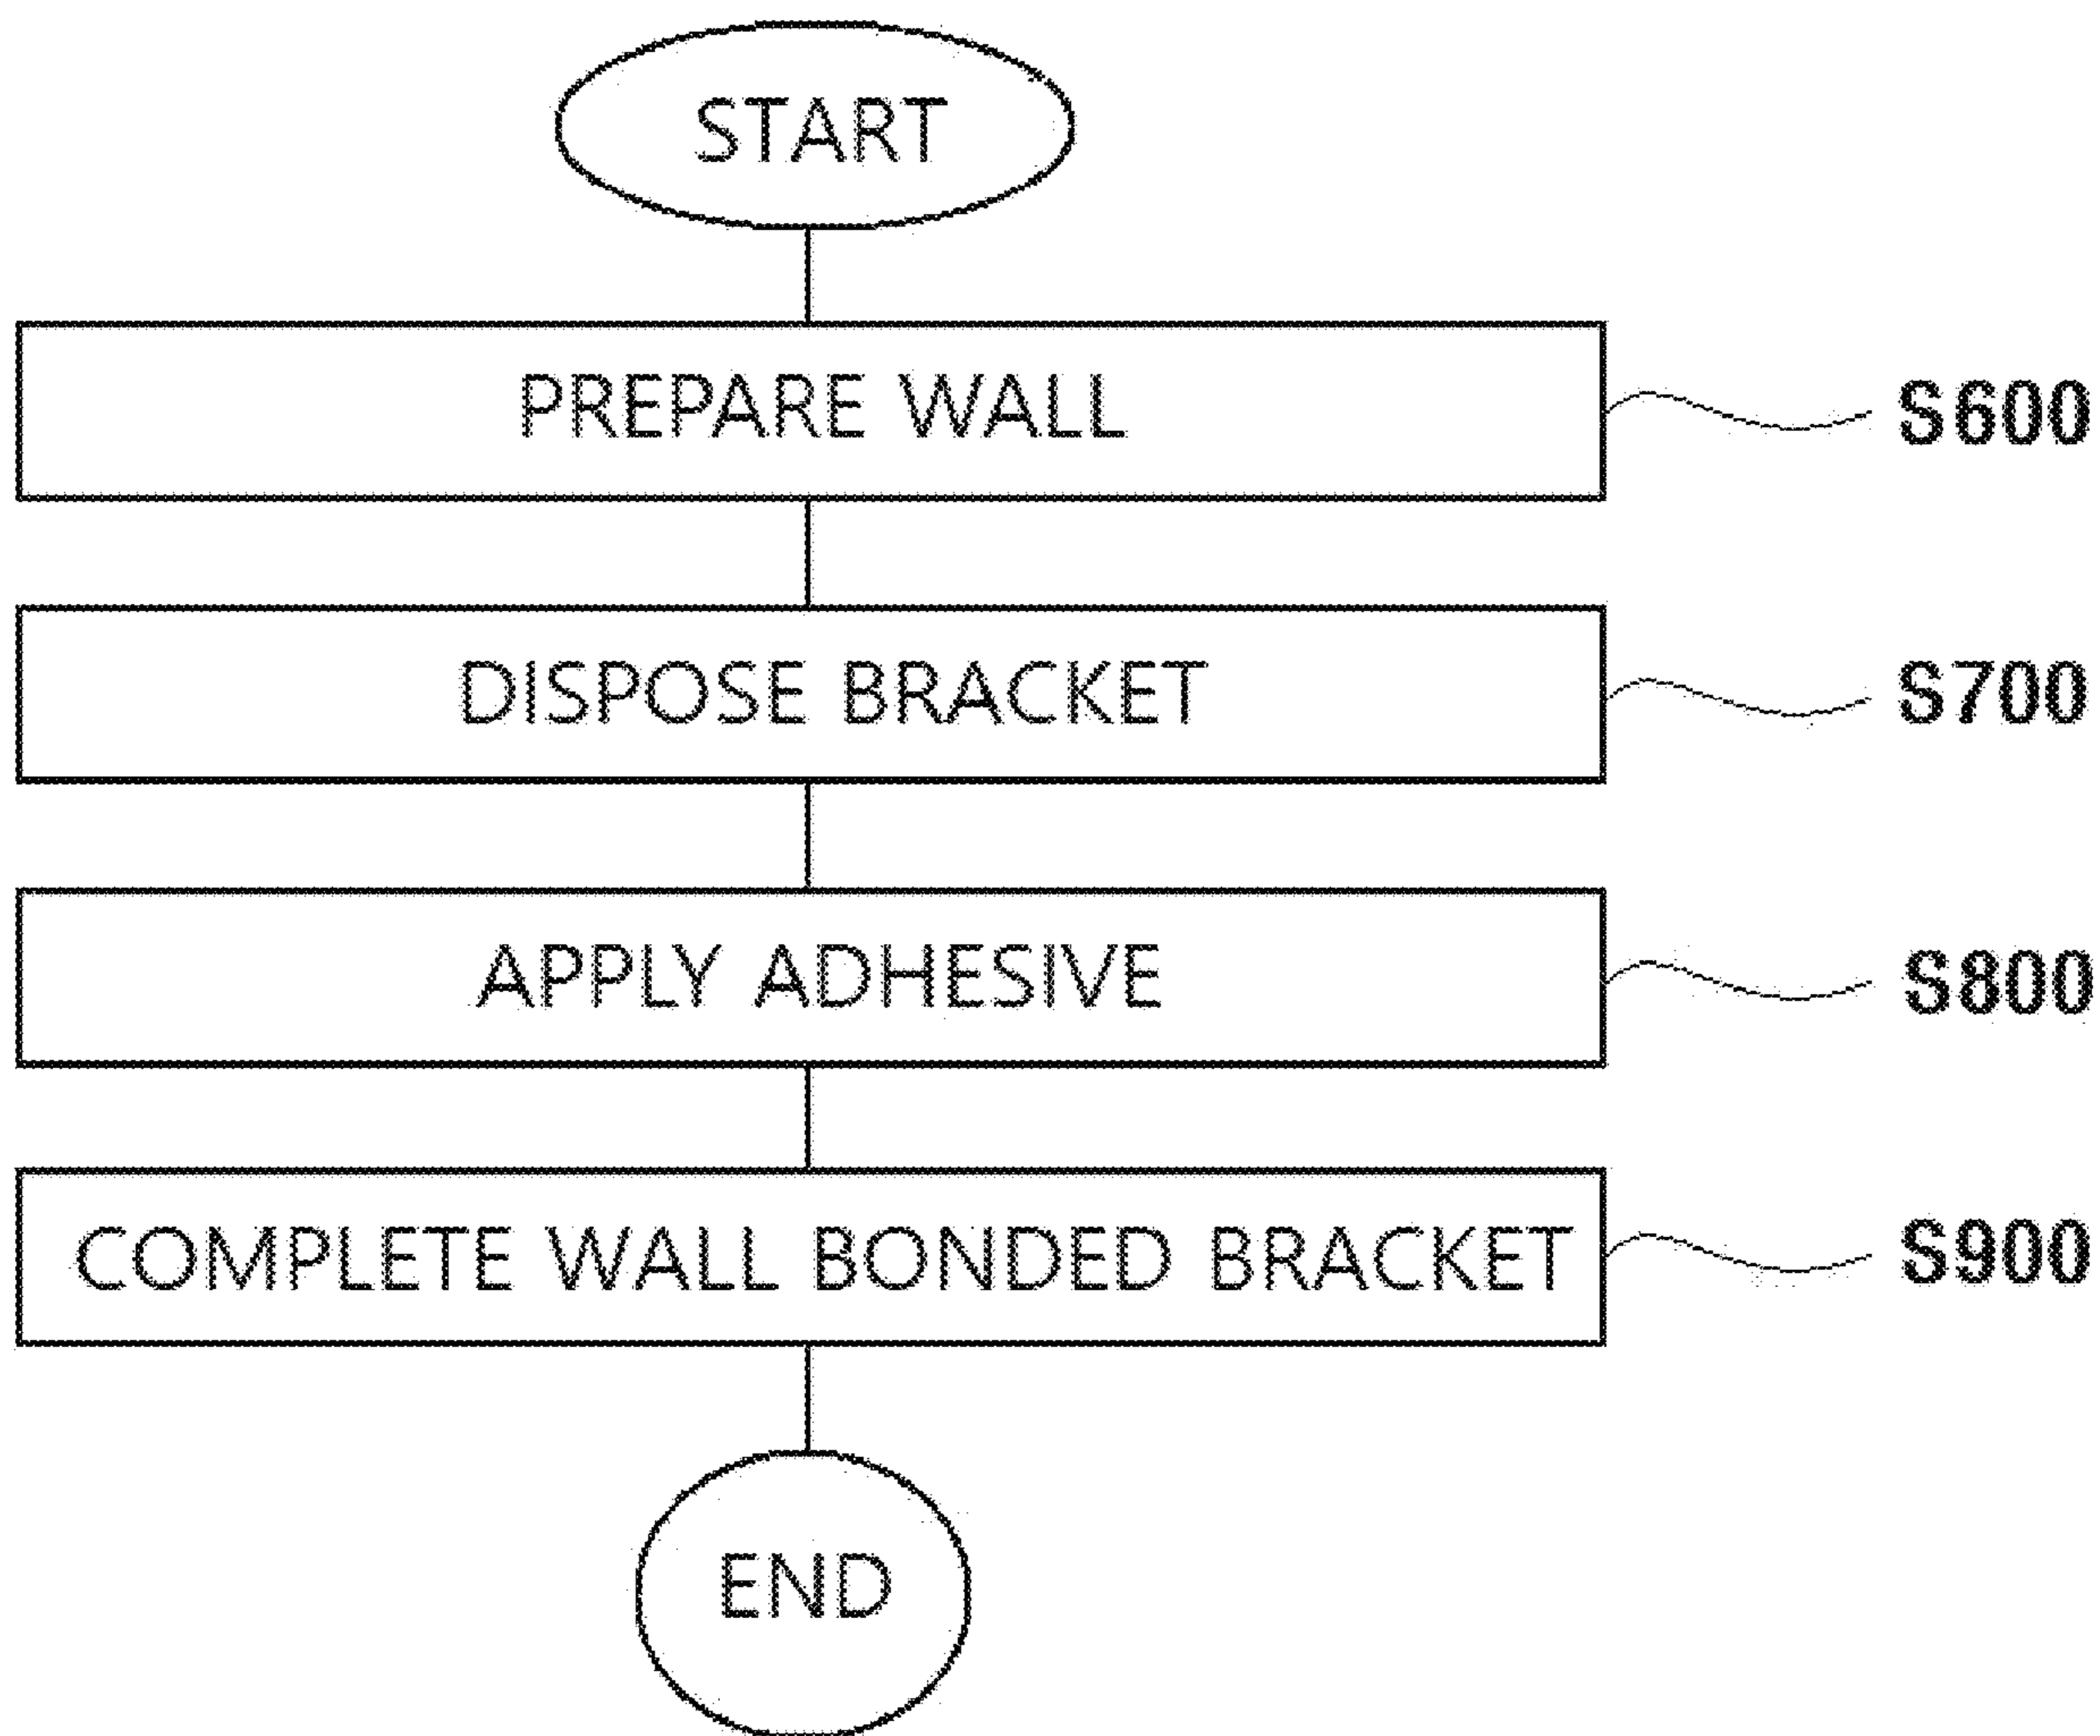 START
PREPARE WALL
S600
DISPOSE BRACKET
S700
APPLY ADHESIVE
S800
COMPLETE WALL BONDED BRACKET
S900
END